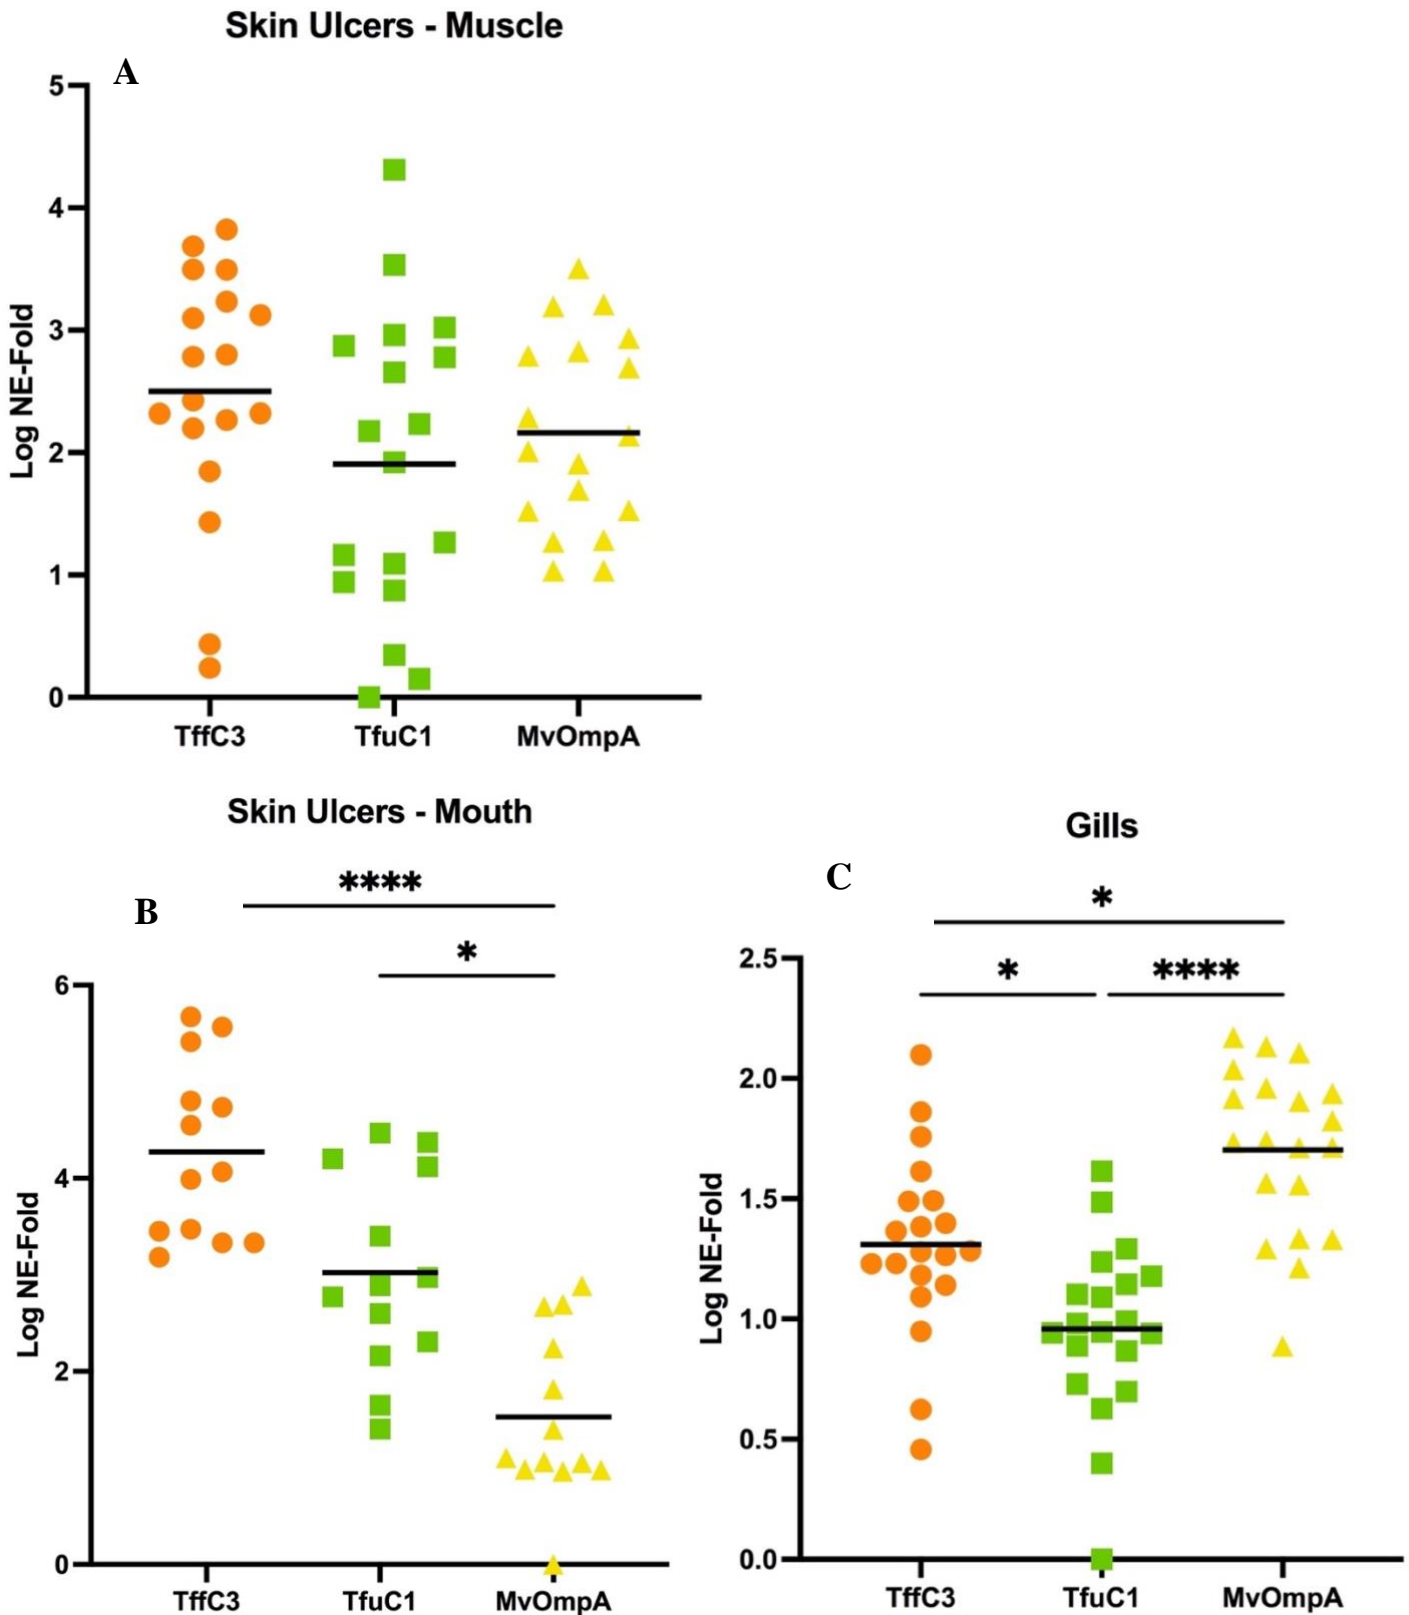 Skin Ulcers - Muscle
A
5
4
3
2
1
0
Log NE-Fold
TffC3 TfuC1 MvOmpA
Skin Ulcers - Mouth
B
****
*
6
4
2
0
Log NE-Fold
TffC3 TfuC1 MvOmpA
Gills
C
*
* ****
2.5
2.0
1.5
1.0
0.5
0.0
Log NE-Fold
TffC3 TfuC1 MvOmpA